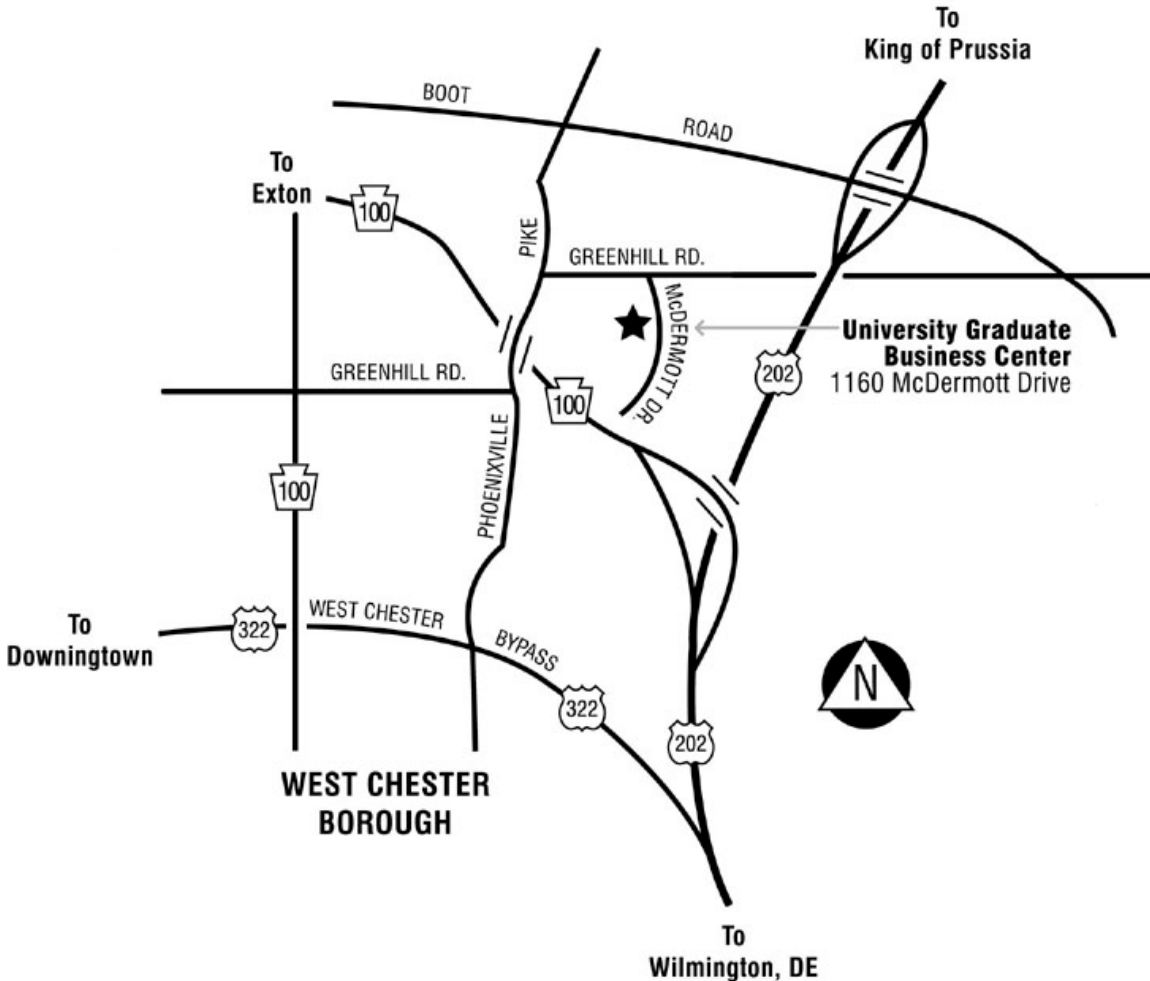 To
King of Prussia
BOOT
ROAD
To
Exton
100
PIKE
GREENHILL RD.
McDERMOTT DR.
University Graduate
Business Center
1160 McDermott Drive
202
GREENHILL RD.
100
100
PHOENIXVILLE
To
Downingtown
322
WEST CHESTER
BYPASS
322
N
202
WEST CHESTER
BOROUGH
To
Wilmington, DE